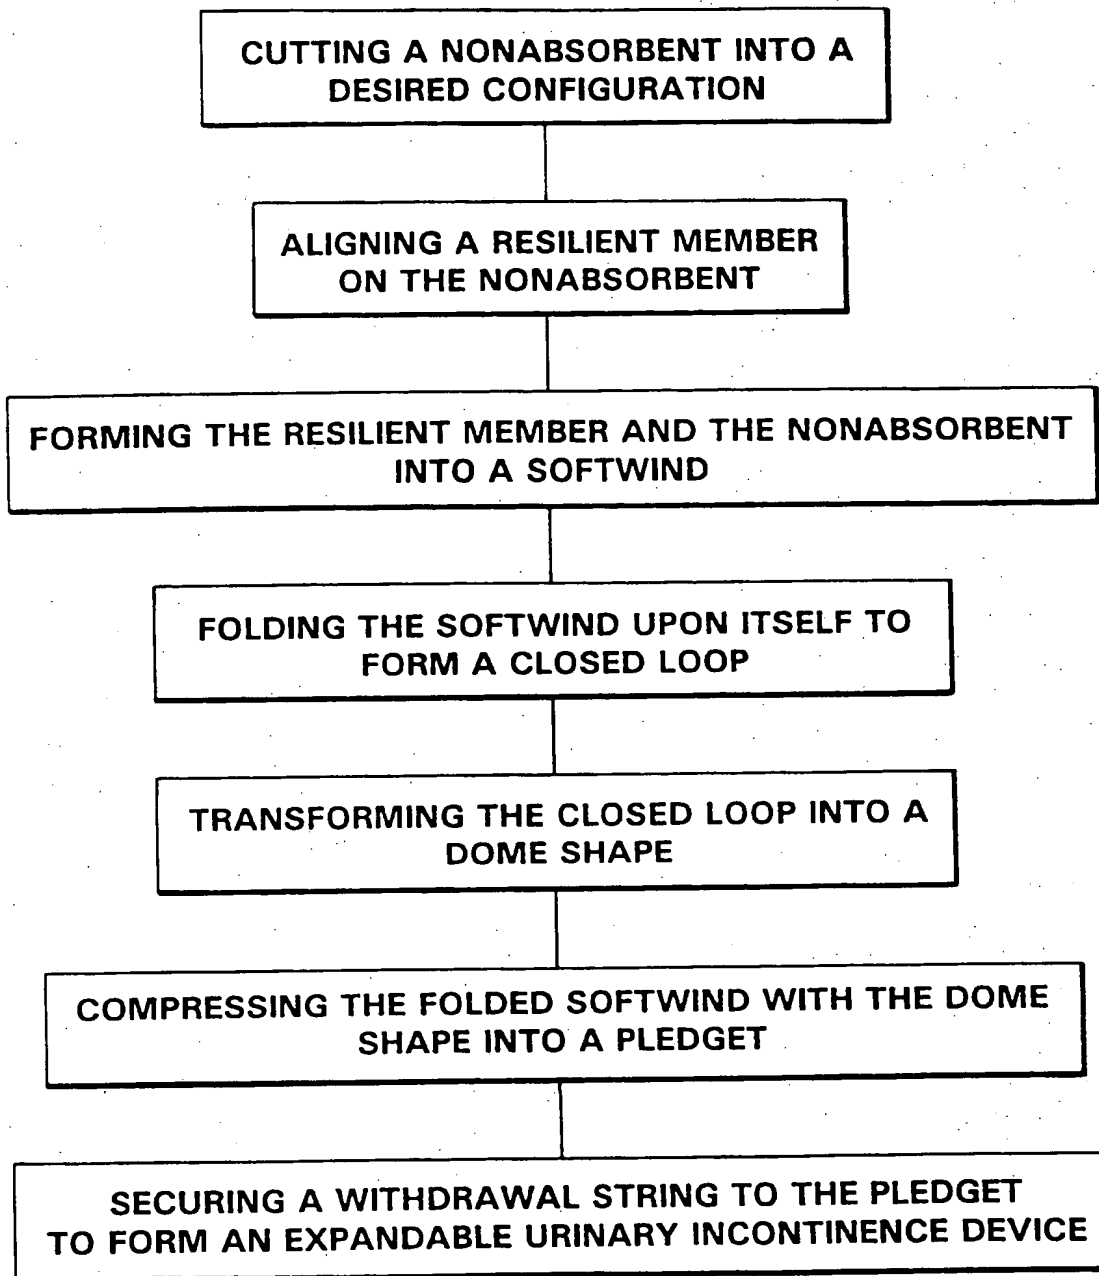 CUTTING A NONABSORBENT INTO A
DESIRED CONFIGURATION
ALIGNING A RESILIENT MEMBER
ON THE NONABSORBENT
FORMING THE RESILIENT MEMBER AND THE NONABSORBENT
INTO A SOFTWIND
FOLDING THE SOFTWIND UPON ITSELF TO
FORM A CLOSED LOOP
TRANSFORMING THE CLOSED LOOP INTO A
DOME SHAPE
COMPRESSING THE FOLDED SOFTWIND WITH THE DOME
SHAPE INTO A PLEDGET
SECURING A WITHDRAWAL STRING TO THE PLEDGET
TO FORM AN EXPANDABLE URINARY INCONTINENCE DEVICE